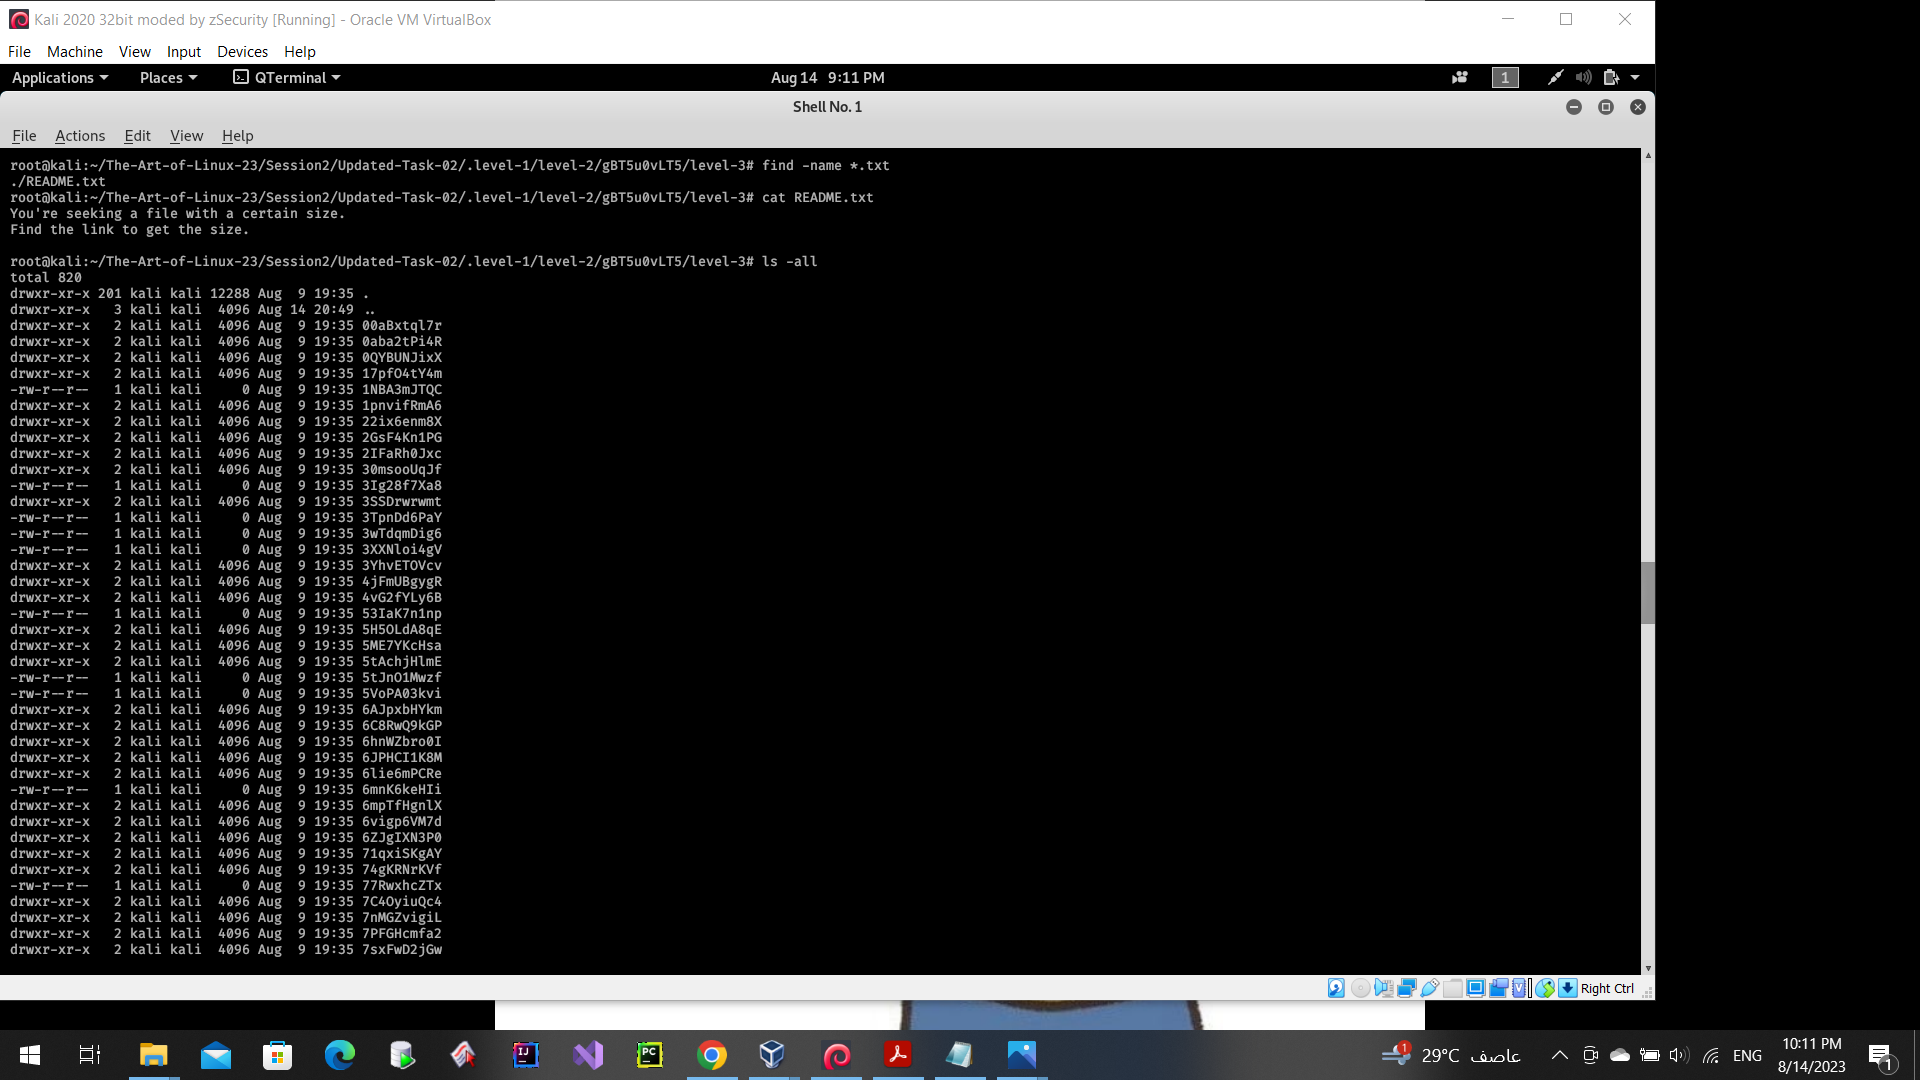 Kali 2020 32bit moded by zSecurity [Running] - Oracle VM VirtualBox
File Machine View Input Devices Help
Applications Places QTerminal Aug 14 9:11 PM 1
Shell No. 1
File Actions Edit View Help
root@kali:~/The-Art-of-Linux-23/Session2/Updated-Task-02/.level-1/level-2/gBT5u0vLT5/level-3# find -name *.txt
./README.txt
root@kali:~/The-Art-of-Linux-23/Session2/Updated-Task-02/.level-1/level-2/gBT5u0vLT5/level-3# cat README.txt
You're seeking a file with a certain size.
Find the link to get the size.
root@kali:~/The-Art-of-Linux-23/Session2/Updated-Task-02/.level-1/level-2/gBT5u0vLT5/level-3# ls -all
total 820
drwxr-xr-x 201 kali kali 12288 Aug 9 19:35 .
drwxr-xr-x 3 kali kali 4096 Aug 14 20:49 ..
drwxr-xr-x 2 kali kali 4096 Aug 9 19:35 00aBxtql7r
drwxr-xr-x 2 kali kali 4096 Aug 9 19:35 0aba2tPi4R
drwxr-xr-x 2 kali kali 4096 Aug 9 19:35 0QYBUNJixX
drwxr-xr-x 2 kali kali 4096 Aug 9 19:35 17pfO4tY4m
-rw-r--r-- 1 kali kali 0 Aug 9 19:35 1NBA3mJTQC
drwxr-xr-x 2 kali kali 4096 Aug 9 19:35 1pnvifRmA6
drwxr-xr-x 2 kali kali 4096 Aug 9 19:35 22ix6enm8X
drwxr-xr-x 2 kali kali 4096 Aug 9 19:35 2GsF4Kn1PG
drwxr-xr-x 2 kali kali 4096 Aug 9 19:35 2IFaRh0Jxc
drwxr-xr-x 2 kali kali 4096 Aug 9 19:35 30msooUqJf
-rw-r--r-- 1 kali kali 0 Aug 9 19:35 3Ig28f7Xa8
drwxr-xr-x 2 kali kali 4096 Aug 9 19:35 3SSDrwrwmt
-rw-r--r-- 1 kali kali 0 Aug 9 19:35 3TpnDd6PaY
-rw-r--r-- 1 kali kali 0 Aug 9 19:35 3wTdqmDig6
-rw-r--r-- 1 kali kali 0 Aug 9 19:35 3XXNloi4gV
drwxr-xr-x 2 kali kali 4096 Aug 9 19:35 3YhvETOVcv
drwxr-xr-x 2 kali kali 4096 Aug 9 19:35 4jFmUBgygR
drwxr-xr-x 2 kali kali 4096 Aug 9 19:35 4vG2fYLy6B
-rw-r--r-- 1 kali kali 0 Aug 9 19:35 53IaK7n1np
drwxr-xr-x 2 kali kali 4096 Aug 9 19:35 5H5OLdA8qE
drwxr-xr-x 2 kali kali 4096 Aug 9 19:35 5ME7YKcHsa
drwxr-xr-x 2 kali kali 4096 Aug 9 19:35 5tAchjHlmE
-rw-r--r-- 1 kali kali 0 Aug 9 19:35 5tJnO1Mwzf
-rw-r--r-- 1 kali kali 0 Aug 9 19:35 5VoPA03kvi
drwxr-xr-x 2 kali kali 4096 Aug 9 19:35 6AJpxbHYkm
drwxr-xr-x 2 kali kali 4096 Aug 9 19:35 6C8RwQ9kGP
drwxr-xr-x 2 kali kali 4096 Aug 9 19:35 6hnWZbro0I
drwxr-xr-x 2 kali kali 4096 Aug 9 19:35 6JPHCI1K8M
drwxr-xr-x 2 kali kali 4096 Aug 9 19:35 6lie6mPCRe
-rw-r--r-- 1 kali kali 0 Aug 9 19:35 6mnK6keHIi
drwxr-xr-x 2 kali kali 4096 Aug 9 19:35 6mpTfHgnlX
drwxr-xr-x 2 kali kali 4096 Aug 9 19:35 6vigp6VM7d
drwxr-xr-x 2 kali kali 4096 Aug 9 19:35 6ZJgIXN3P0
drwxr-xr-x 2 kali kali 4096 Aug 9 19:35 71qxiSKgAY
drwxr-xr-x 2 kali kali 4096 Aug 9 19:35 74gKRNrKVf
-rw-r--r-- 1 kali kali 0 Aug 9 19:35 77RwxhcZTx
drwxr-xr-x 2 kali kali 4096 Aug 9 19:35 7C4OyiuQc4
drwxr-xr-x 2 kali kali 4096 Aug 9 19:35 7nMGZvigiL
drwxr-xr-x 2 kali kali 4096 Aug 9 19:35 7PFGHcmfa2
drwxr-xr-x 2 kali kali 4096 Aug 9 19:35 7sxFwD2jGw
Right Ctrl
IJ PC 1 29°C عاصف ENG 10:11 PM
8/14/2023 1